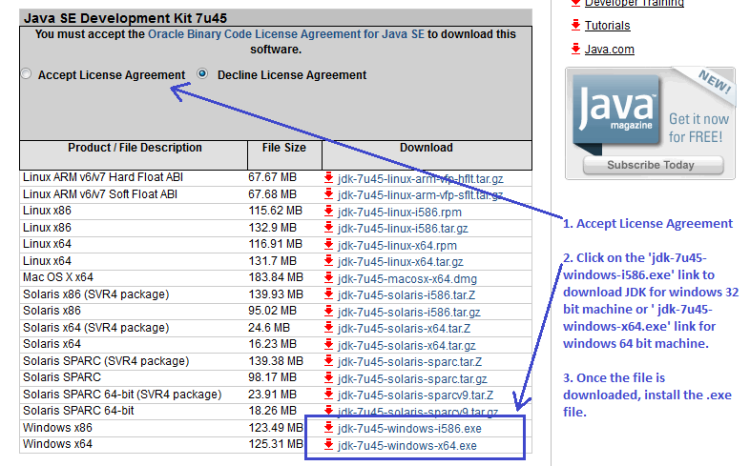 Java SE Development Kit 7u45
You must accept the Oracle Binary Code License Agreement for Java SE to download this
software.
Accept License Agreement Decline License Agreement
Product / File Description File Size Download
Linux ARM v6/v7 Hard Float ABI 67.67 MB jdk-7u45-linux-arm-vfp-hflt.tar.gz
Linux ARM v6/v7 Soft Float ABI 67.68 MB jdk-7u45-linux-arm-vfp-sflt.tar.gz
Linux x86 115.62 MB jdk-7u45-linux-i586.rpm
Linux x86 132.9 MB jdk-7u45-linux-i586.tar.gz
Linux x64 116.91 MB jdk-7u45-linux-x64.rpm
Linux x64 131.7 MB jdk-7u45-linux-x64.tar.gz
Mac OS X x64 183.84 MB jdk-7u45-macosx-x64.dmg
Solaris x86 (SVR4 package) 139.93 MB jdk-7u45-solaris-i586.tar.Z
Solaris x86 95.02 MB jdk-7u45-solaris-i586.tar.gz
Solaris x64 (SVR4 package) 24.6 MB jdk-7u45-solaris-x64.tar.Z
Solaris x64 16.23 MB jdk-7u45-solaris-x64.tar.gz
Solaris SPARC (SVR4 package) 139.38 MB jdk-7u45-solaris-sparc.tar.Z
Solaris SPARC 98.17 MB jdk-7u45-solaris-sparc.tar.gz
Solaris SPARC 64-bit (SVR4 package) 23.91 MB jdk-7u45-solaris-sparcv9.tar.Z
Solaris SPARC 64-bit 18.26 MB jdk-7u45-solaris-sparcv9.tar.gz
Windows x86 123.49 MB jdk-7u45-windows-i586.exe
Windows x64 125.31 MB jdk-7u45-windows-x64.exe
Developer Training
Tutorials
Java.com
NEW!
Java
magazine
Get it now
for FREE!
Subscribe Today
1. Accept License Agreement
2. Click on the 'jdk-7u45-
windows-i586.exe' link to
download JDK for windows 32
bit machine or ' jdk-7u45-
windows-x64.exe' link for
windows 64 bit machine.
3. Once the file is
downloaded, install the .exe
file.